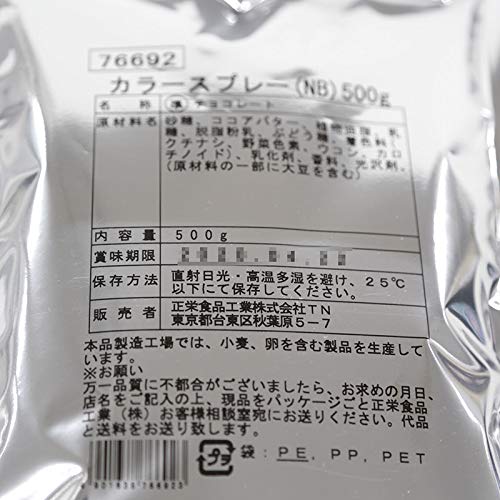 76692
カラースプレー(NB)500g
名 称 準 チョコレート
原材料名 砂糖、ココアバター、植物油脂、乳
糖、脱脂粉乳、ぶどう糖、着色料(
クチナシ、野菜色素、ウコン、カロ
チノイド)、乳化剤、香料、光沢剤、
(原材料の一部に大豆を含む)
内容量 500g
賞味期限
保存方法 直射日光・高温多湿を避け、25℃
以下にて保存してください。
販売者 正栄食品工業株式会社TN
東京都台東区秋葉原5-7
本品製造工場では、小麦、卵を含む製品を生産して
います。
※お願い
万一品質に不都合がございましたら、お求めの月日、
店名をご記入の上、現品をパッケージごと正栄食品
工業(株)お客様相談室宛にお送りください。代品
と送料をお送り致します。
プラ 袋:PE, PP, PET